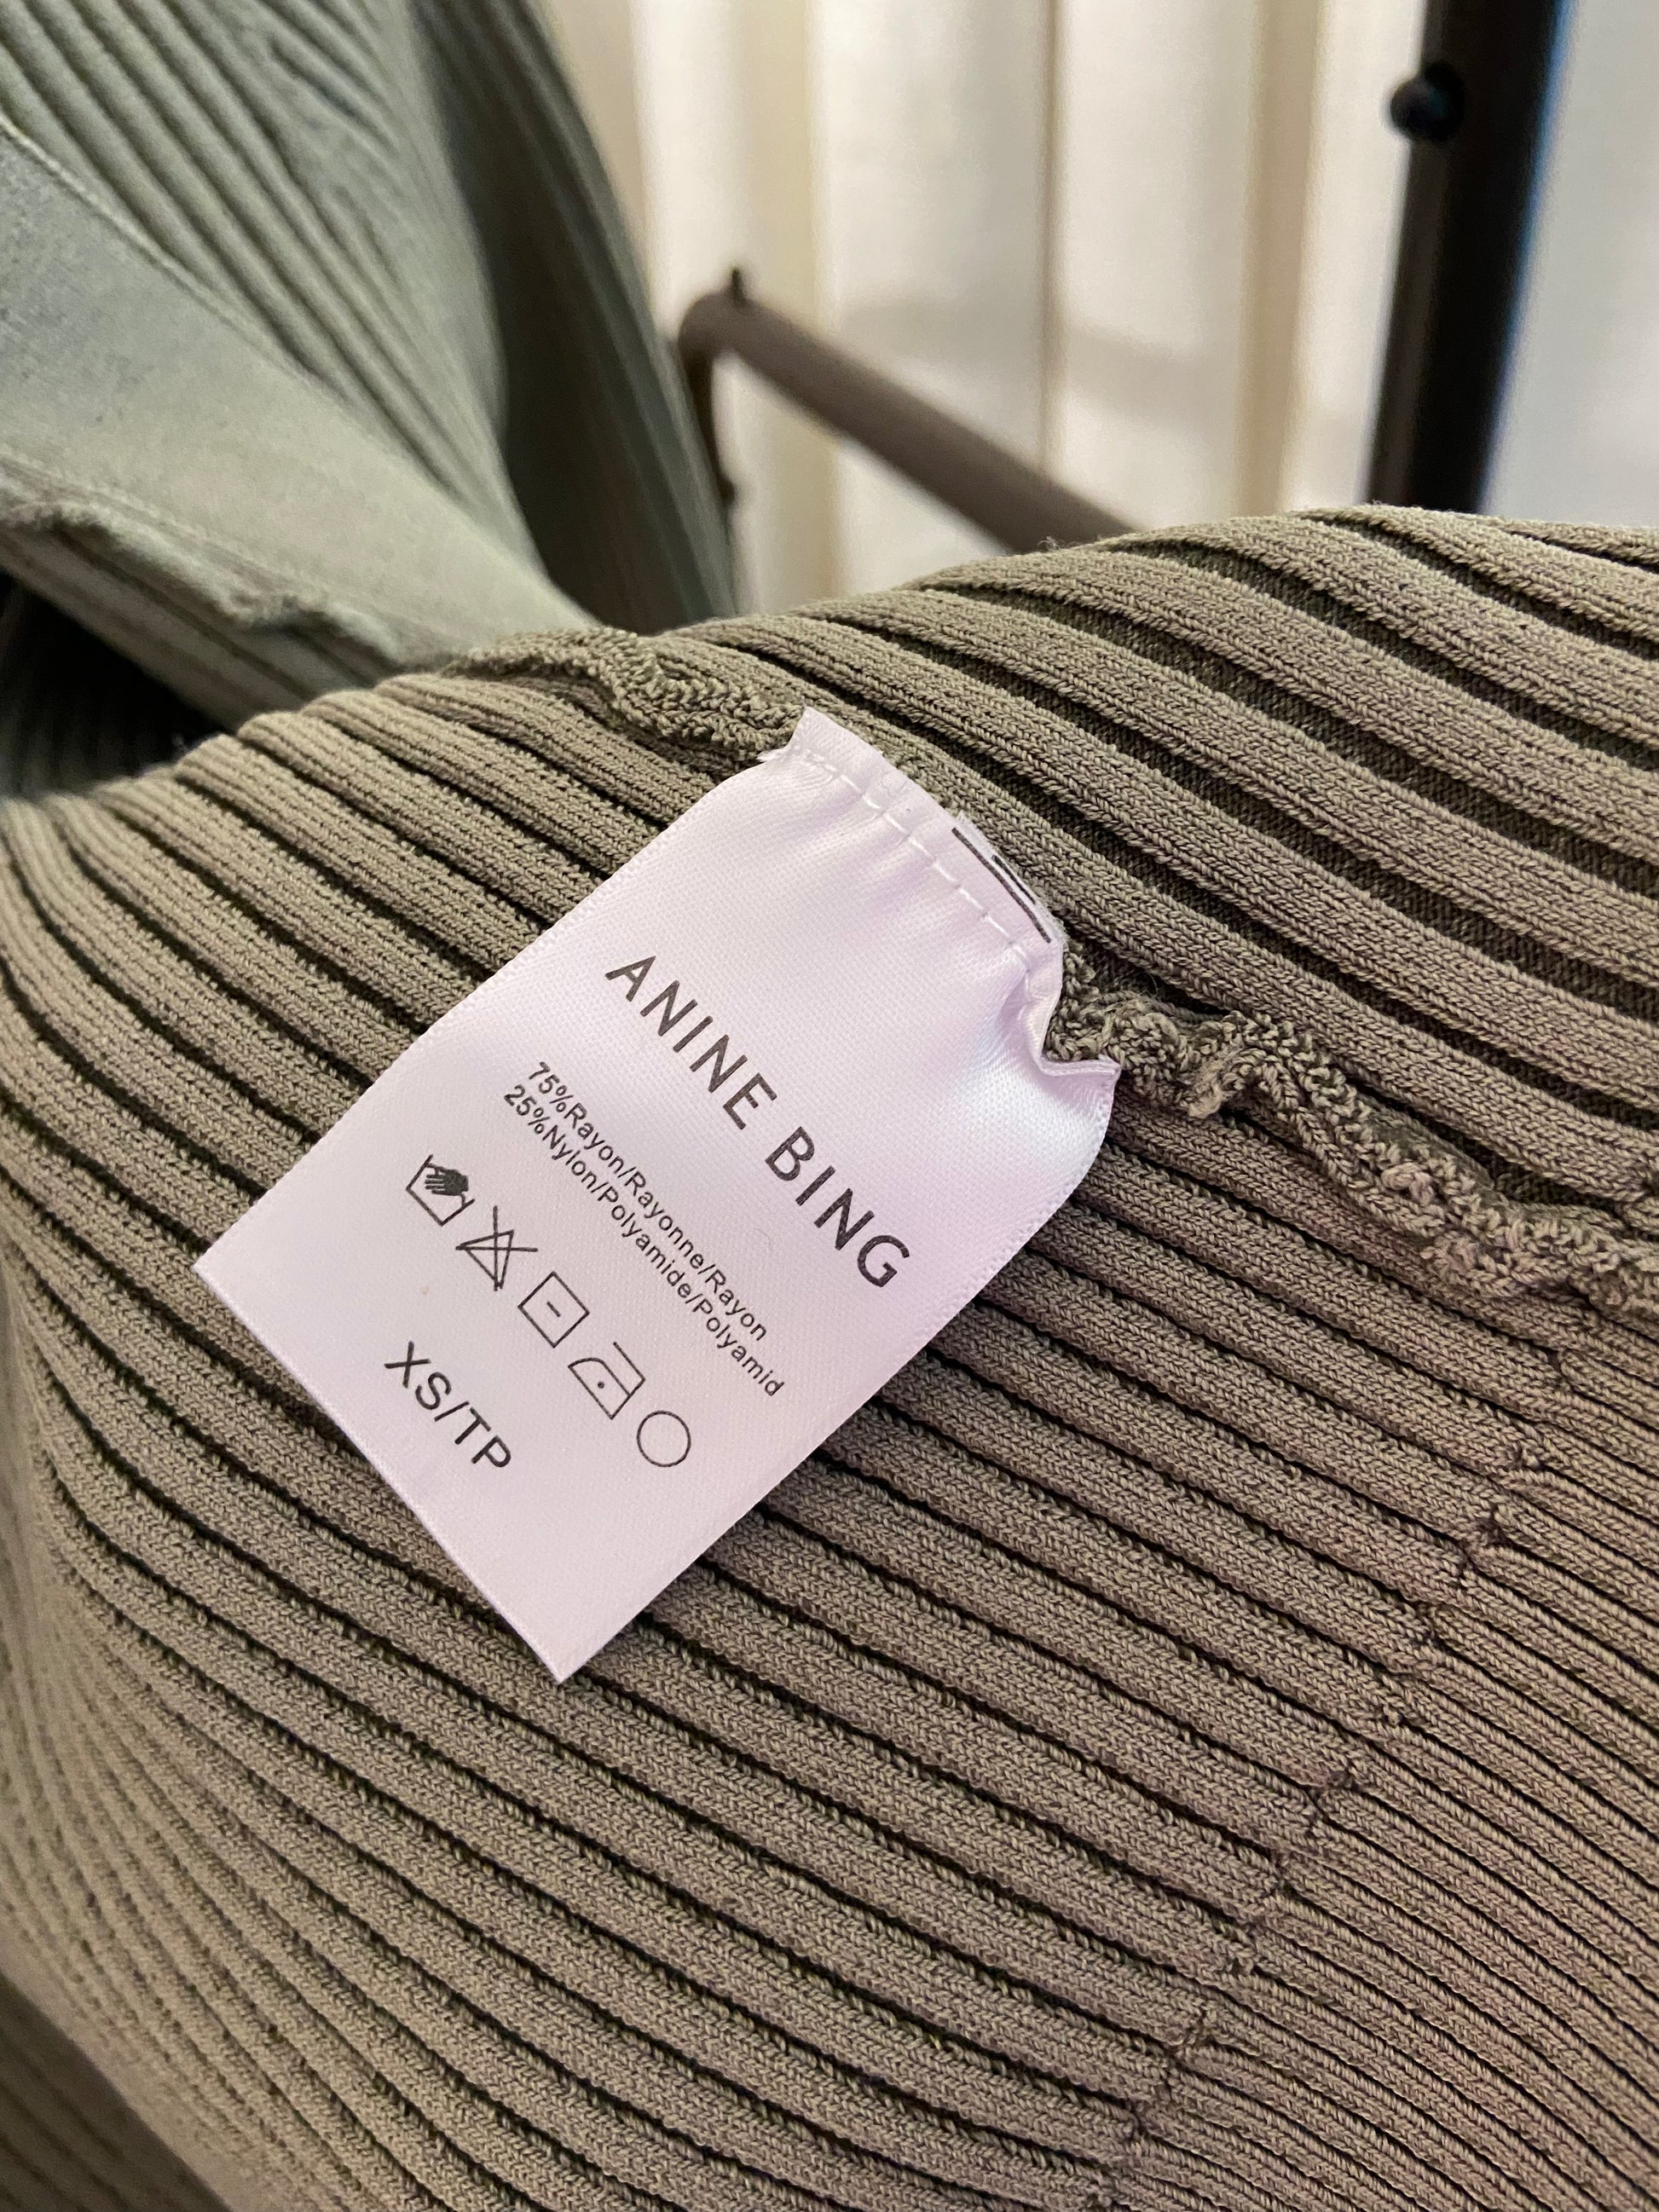 ANINE BING
75%Rayon/Rayonne/Rayon
25%Nylon/Polyamide/Polyamid
XS/TP